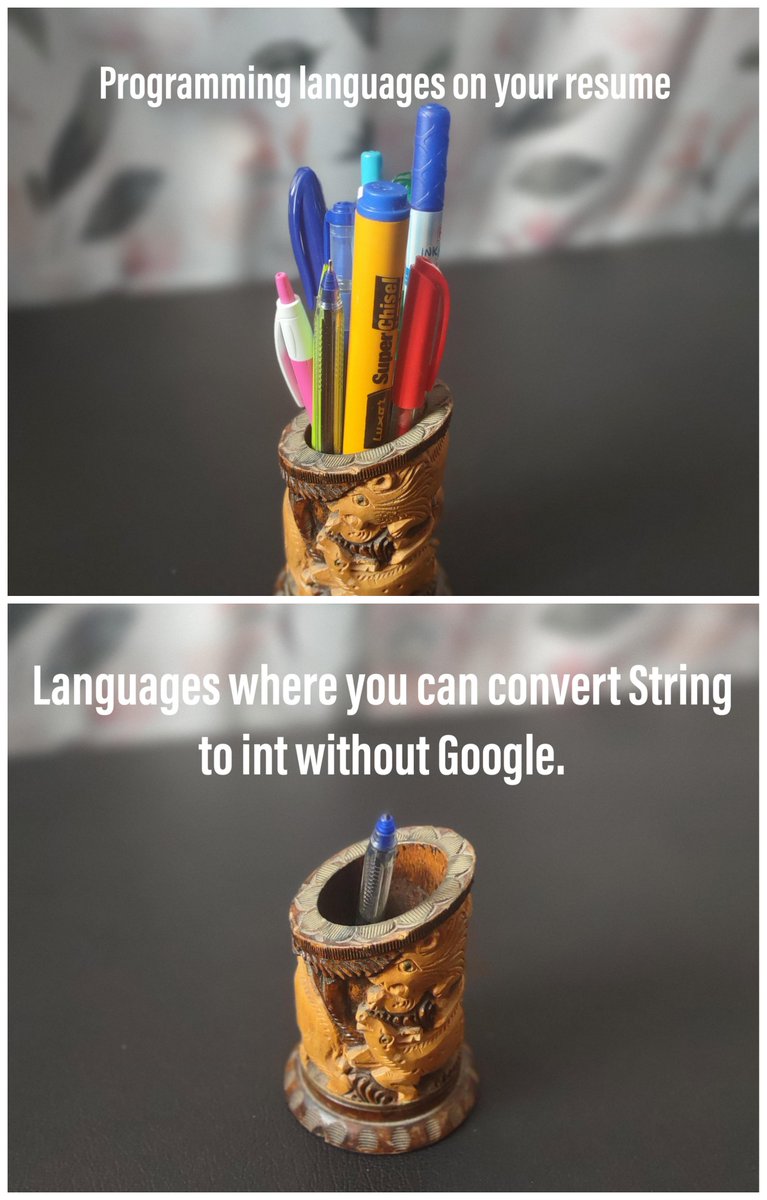 Programming languages on your resume
INK
SuperChisel
Luxor
Languages where you can convert String
to int without Google.